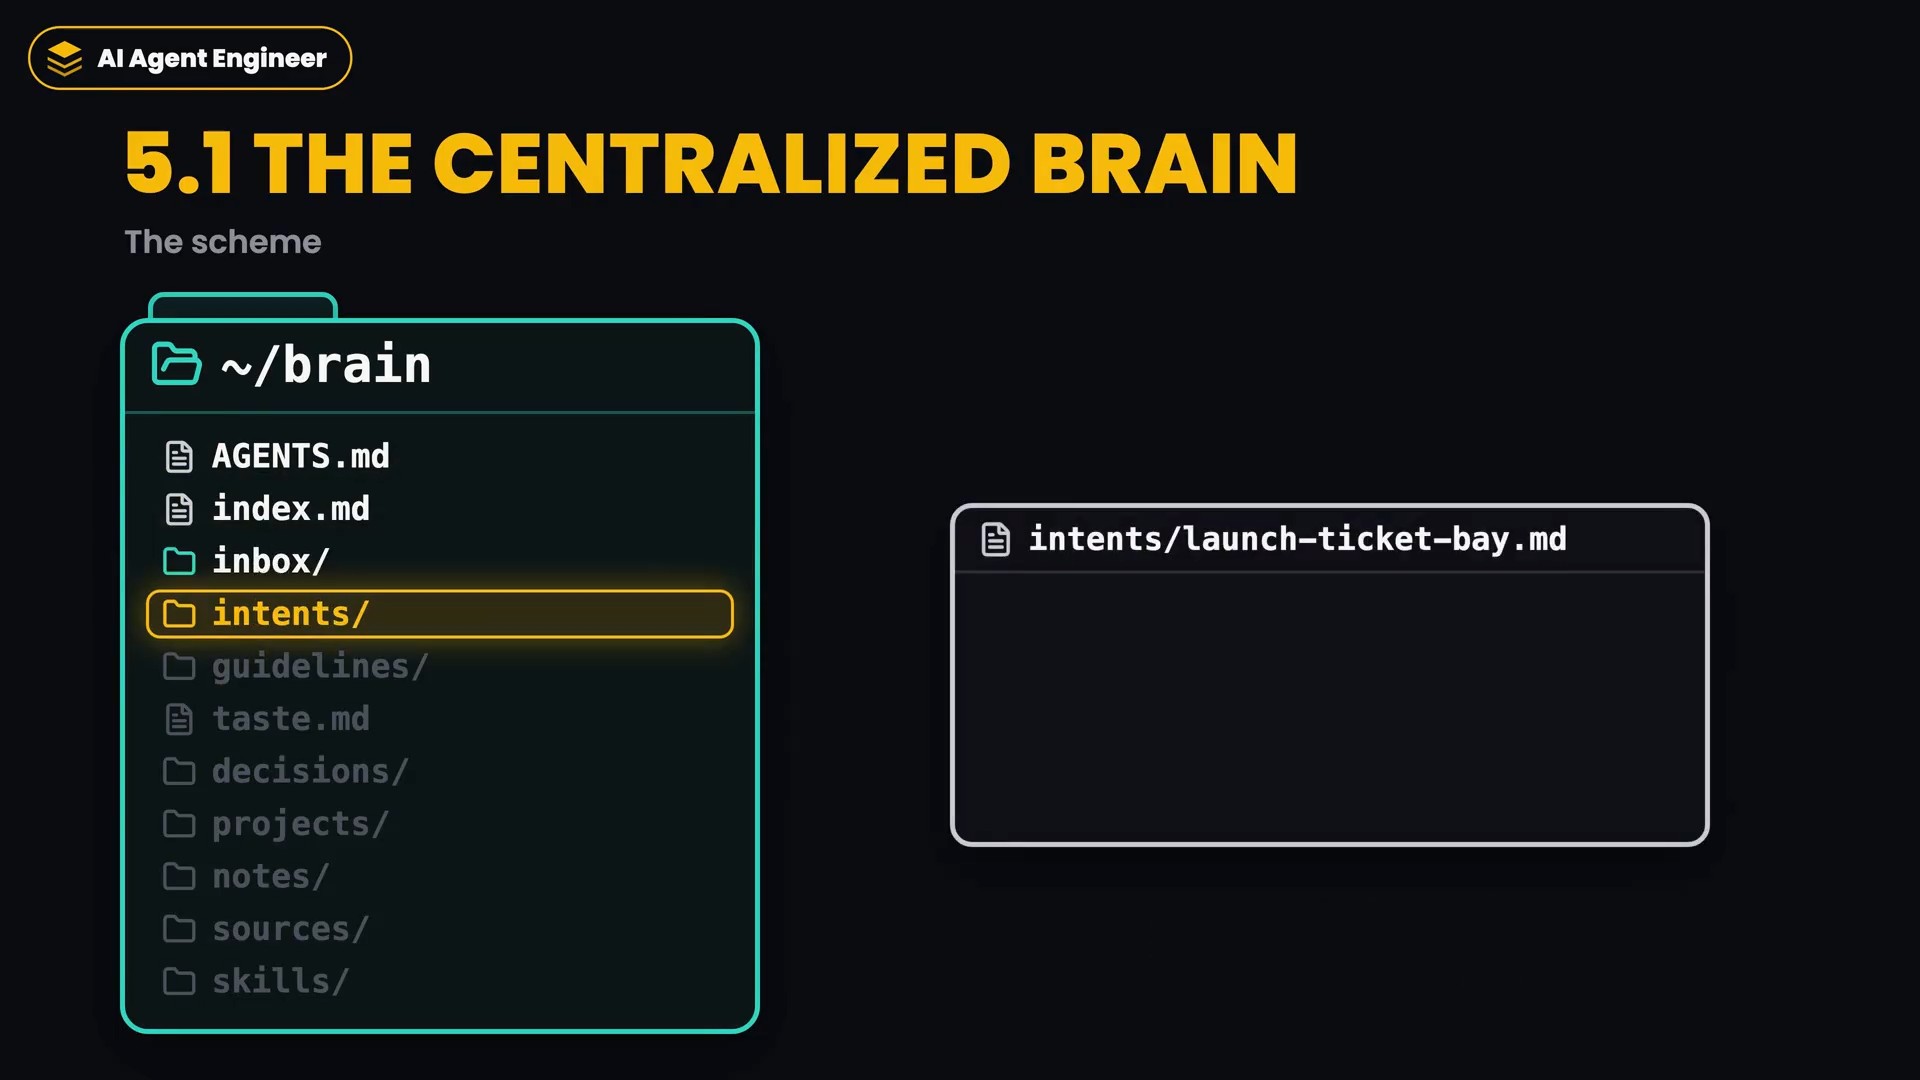 AI Agent Engineer
5.1 THE CENTRALIZED BRAIN
The scheme
~/brain
AGENTS.md
index.md
inbox/
intents/
guidelines/
taste.md
decisions/
projects/
notes/
sources/
skills/
intents/launch-ticket-bay.md